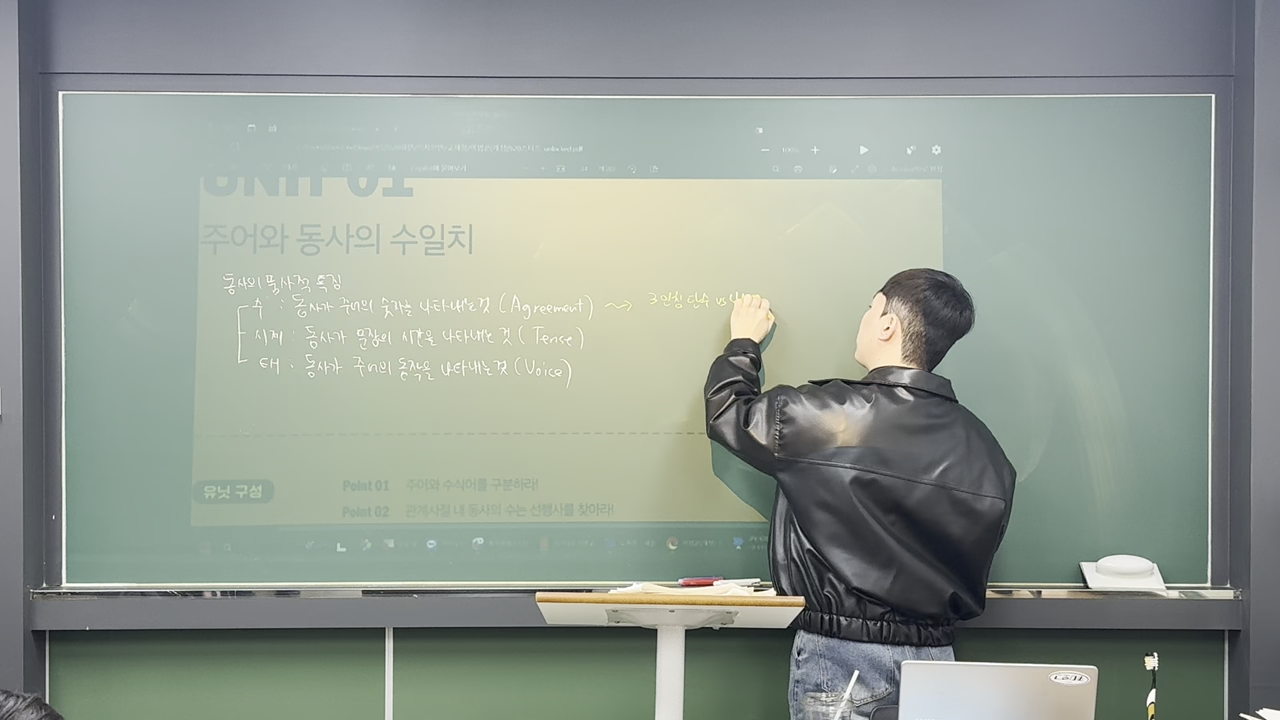 UNIT 01
주어와 동사의 수일치
동사의 품사적 특징
수 : 동사가 주어의 숫자를 나타내는 것 (Agreement) ~> 3인칭 단수 vs
시제 : 동사가 문장의 시간을 나타내는 것 (Tense)
태 : 동사가 주어의 동작을 나타내는 것 (Voice)
유닛 구성
Point 01 주어와 수식어를 구분하라!
Point 02 관계사절 내 동사의 수는 선행사를 찾아라!